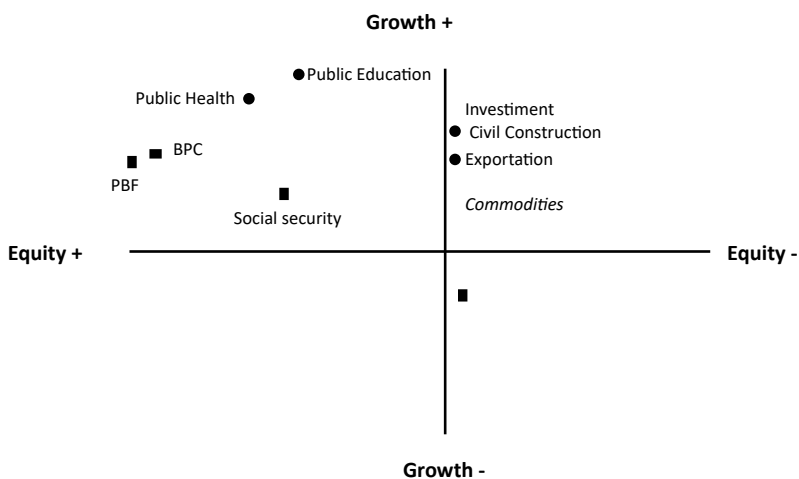 Growth +
Public Education
Public Health
Investiment
Civil Construction
BPC
Exportation
PBF
Commodities
Social security
Equity +
Equity -
Growth -